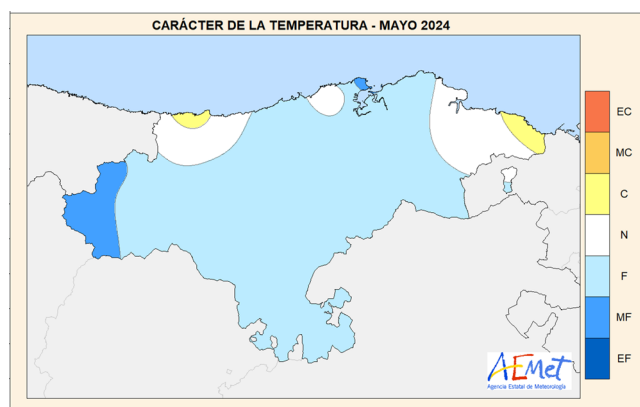 CARÁCTER DE LA TEMPERATURA - MAYO 2024
EC
MC
C
N
F
MF
EF
AEMet
Agencia Estatal de Meteorología